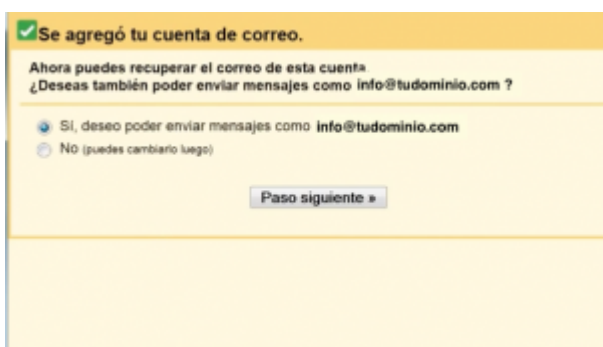 Se agregó tu cuenta de correo.
Ahora puedes recuperar el correo de esta cuenta.
¿Deseas también poder enviar mensajes como info@tudominio.com ?
Sí, deseo poder enviar mensajes como info@tudominio.com
No (puedes cambiarlo luego)
Paso siguiente »